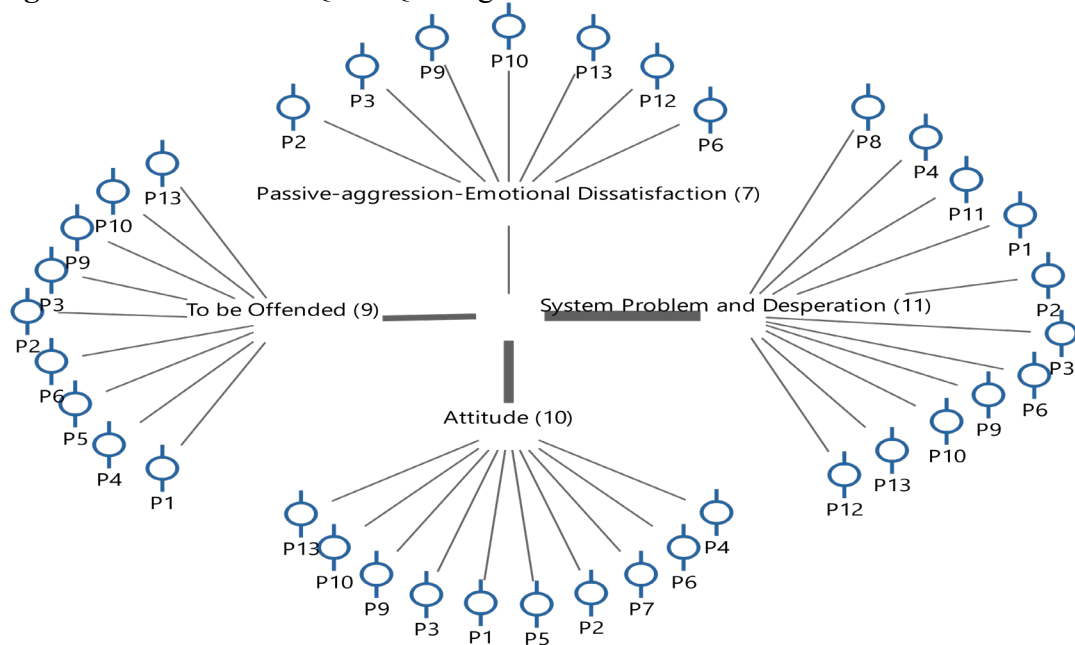 P10
P9
P13
P3
P12
P2
P6
P8
P4
P11
P1
P2
P3
P6
P9
P10
P13
P12
Passive-aggression-Emotional Dissatisfaction (7)
System Problem and Desperation (11)
To be Offended (9)
P13
P10
P9
P3
P2
P6
P5
P4
P1
Attitude (10)
P13
P10
P9
P3
P1
P5
P2
P7
P6
P4